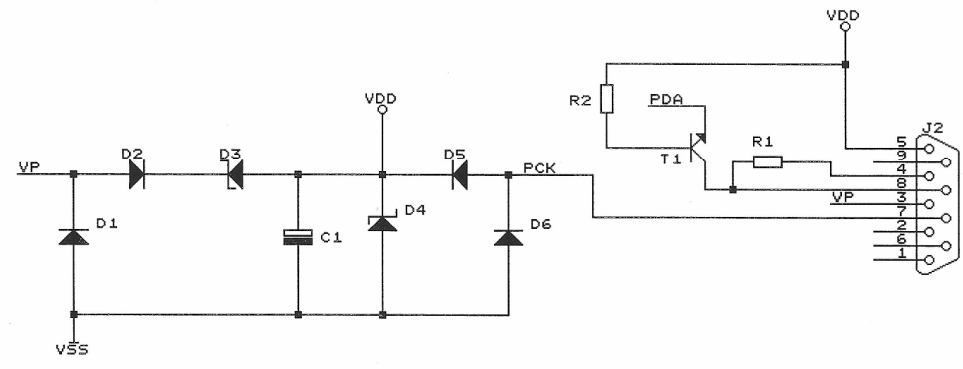 VDD
J2
R2
PDA
T1
R1
5
9
4
8
3
7
2
6
1
VP
VDD
VP
D2
D3
D5
PCK
D1
C1
D4
D6
VSS